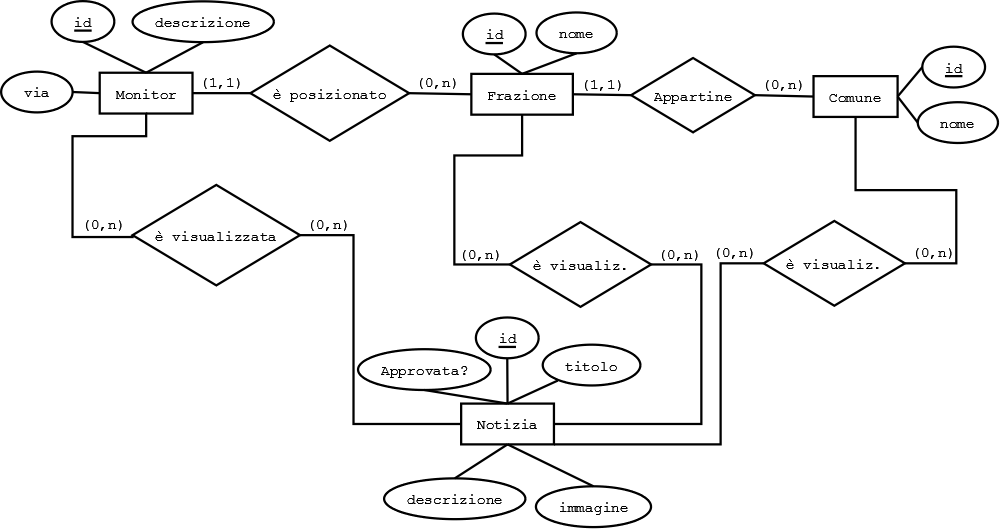 id
descrizione
via
Monitor
(1,1)
è posizionato
(0,n)
id
nome
Frazione
(1,1)
Appartine
(0,n)
Comune
id
nome
(0,n)
è visualizzata
(0,n)
(0,n)
è visualiz.
(0,n)
(0,n)
è visualiz.
(0,n)
id
Approvata?
titolo
Notizia
descrizione
immagine